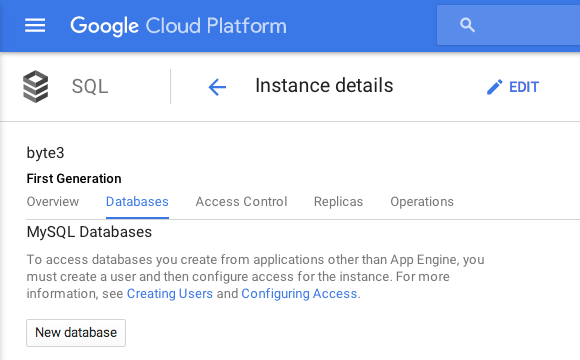 Google Cloud Platform
SQL
Instance details
EDIT
byte3
First Generation
Overview Databases Access Control Replicas Operations
MySQL Databases
To access databases you create from applications other than App Engine, you
must create a user and then configure access for the instance. For more
information, see Creating Users and Configuring Access.
New database